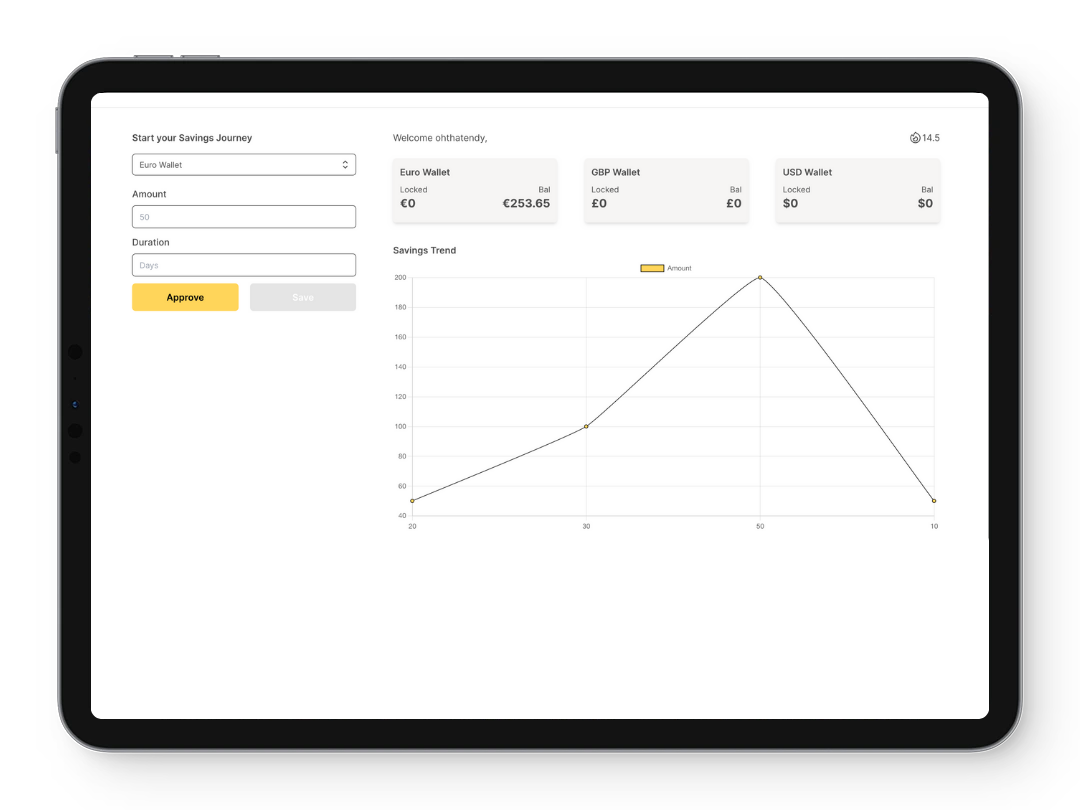 Start your Savings Journey
Euro Wallet
Amount
50
Duration
Days
Approve Save
Welcome ohthatendy,
14.5
Euro Wallet
Locked Bal
€0 €253.65
GBP Wallet
Locked Bal
£0 £0
USD Wallet
Locked Bal
$0 $0
Savings Trend
Amount
200
180
160
140
120
100
80
60
40
20 30 50 10